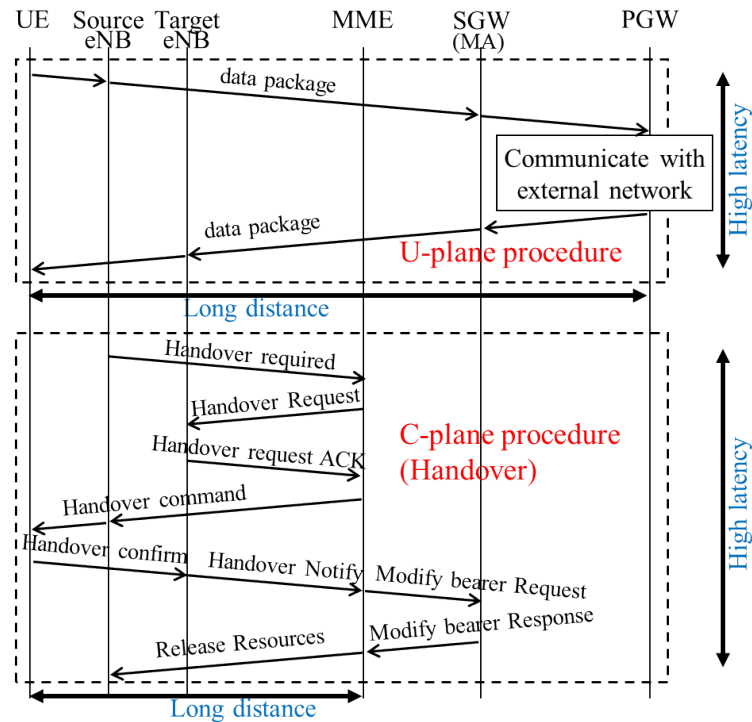 UE Source eNB Target eNB MME SGW (MA) PGW
data package
Communicate with
external network
High latency
data package
U-plane procedure
Long distance
Handover required
Handover Request
C-plane procedure
(Handover)
Handover request ACK
High latency
Handover command
Handover confirm
Handover Notify
Modify bearer Request
Modify bearer Response
Release Resources
Long distance